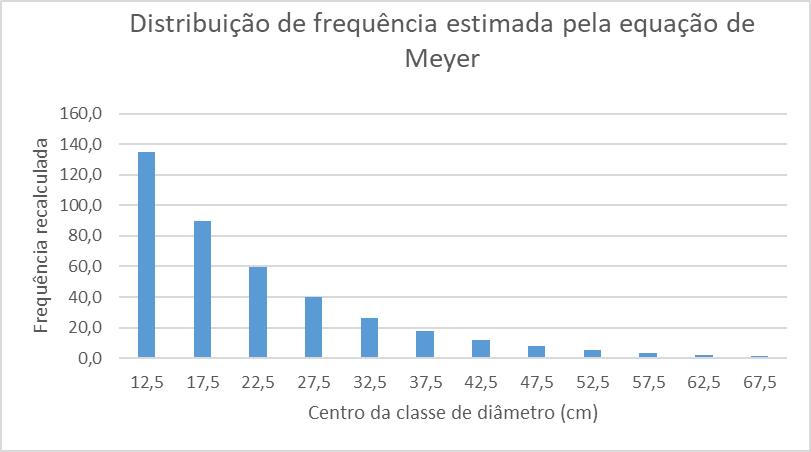 Distribuição de frequência estimada pela equação de
Meyer
Frequência recalculada
160,0
140,0
120,0
100,0
80,0
60,0
40,0
20,0
0,0
12,5 17,5 22,5 27,5 32,5 37,5 42,5 47,5 52,5 57,5 62,5 67,5
Centro da classe de diâmetro (cm)